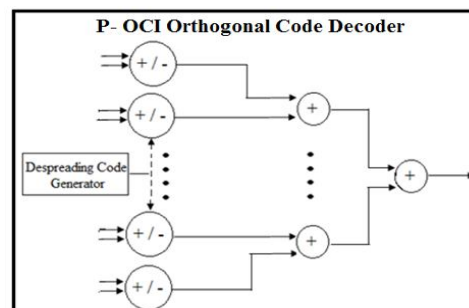 P- OCI Orthogonal Code Decoder
+ / -
+
+ / -
Despreading Code
Generator
+
+ / -
+
+ / -